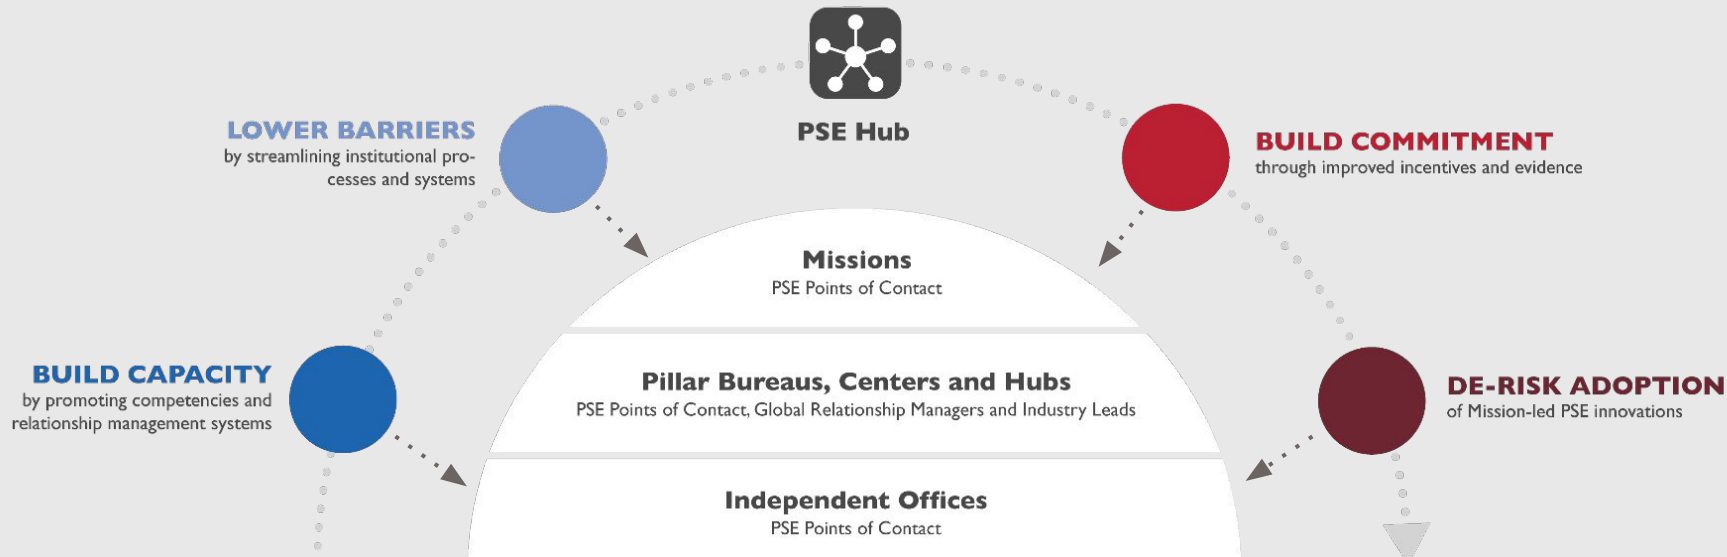 PSE Hub
LOWER BARRIERS
by streamlining institutional pro-
cesses and systems
BUILD COMMITMENT
through improved incentives and evidence
Missions
PSE Points of Contact
BUILD CAPACITY
by promoting competencies and
relationship management systems
Pillar Bureaus, Centers and Hubs
PSE Points of Contact, Global Relationship Managers and Industry Leads
DE-RISK ADOPTION
of Mission-led PSE innovations
Independent Offices
PSE Points of Contact